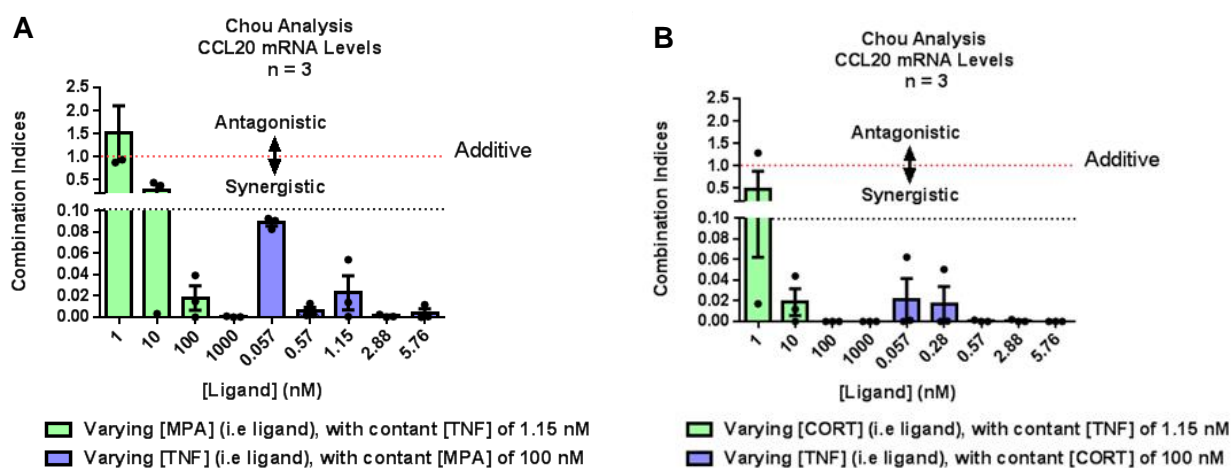 A
Chou Analysis
CCL20 mRNA Levels
n = 3
Combination Indices
2.5
2.0
1.5
1.0
0.5
0.10
0.08
0.06
0.04
0.02
0.00
Antagonistic
Additive
Synergistic
1
10
100
1000
0.057
0.57
1.15
2.88
5.76
[Ligand] (nM)
Varying [MPA] (i.e ligand), with contant [TNF] of 1.15 nM
Varying [TNF] (i.e ligand), with contant [MPA] of 100 nM
B
Chou Analysis
CCL20 mRNA Levels
n = 3
Combination Indices
2.5
2.0
1.5
1.0
0.5
0.10
0.08
0.06
0.04
0.02
0.00
Antagonistic
Additive
Synergistic
1
10
100
1000
0.057
0.28
0.57
2.88
5.76
[Ligand] (nM)
Varying [CORT] (i.e ligand), with contant [TNF] of 1.15 nM
Varying [TNF] (i.e ligand), with contant [CORT] of 100 nM